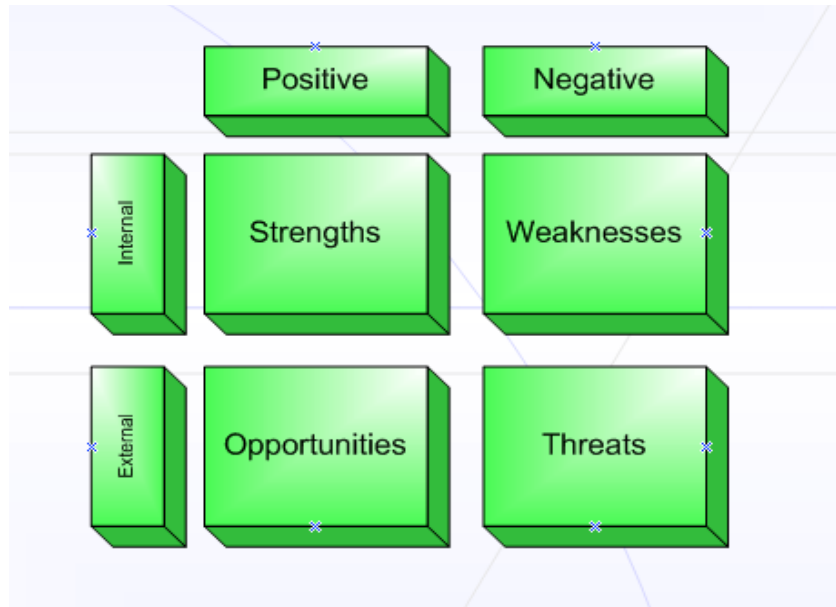 Positive
Negative
Internal
Strengths
Weaknesses
External
Opportunities
Threats